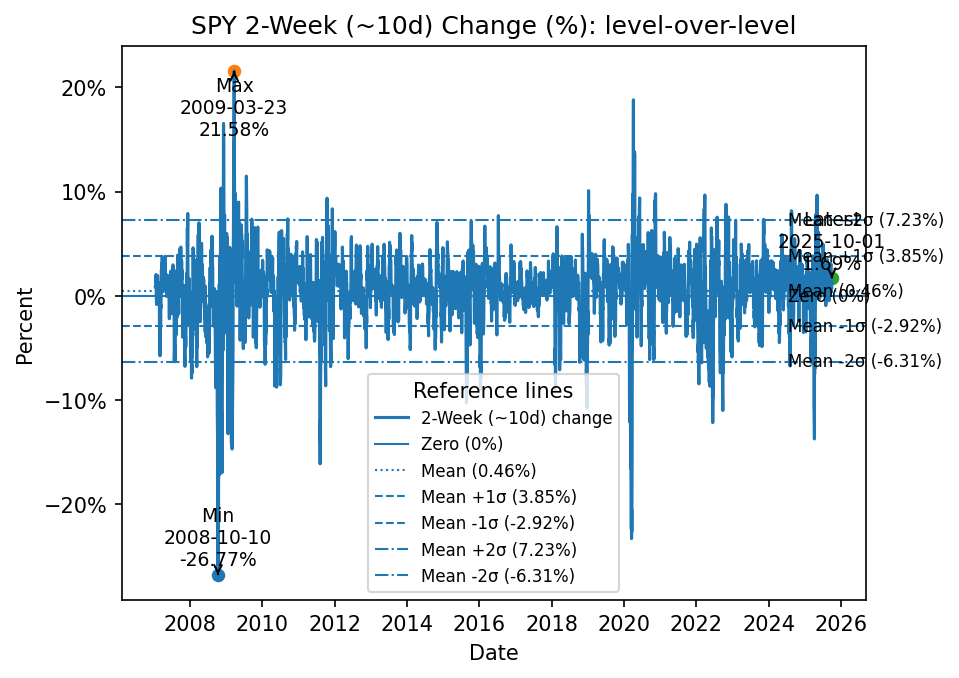 SPY 2-Week (~10d) Change (%): level-over-level
Percent
20%
10%
0%
−10%
−20%
Max
2009-03-23
21.58%
Min
2008-10-10
-26.77%
Latest
2025-10-01
1.69%
Mean +2σ (7.23%)
Mean +1σ (3.85%)
Mean (0.46%)
Zero (0%)
Mean -1σ (-2.92%)
Mean -2σ (-6.31%)
Reference lines
2-Week (~10d) change
Zero (0%)
Mean (0.46%)
Mean +1σ (3.85%)
Mean -1σ (-2.92%)
Mean +2σ (7.23%)
Mean -2σ (-6.31%)
2008 2010 2012 2014 2016 2018 2020 2022 2024 2026
Date